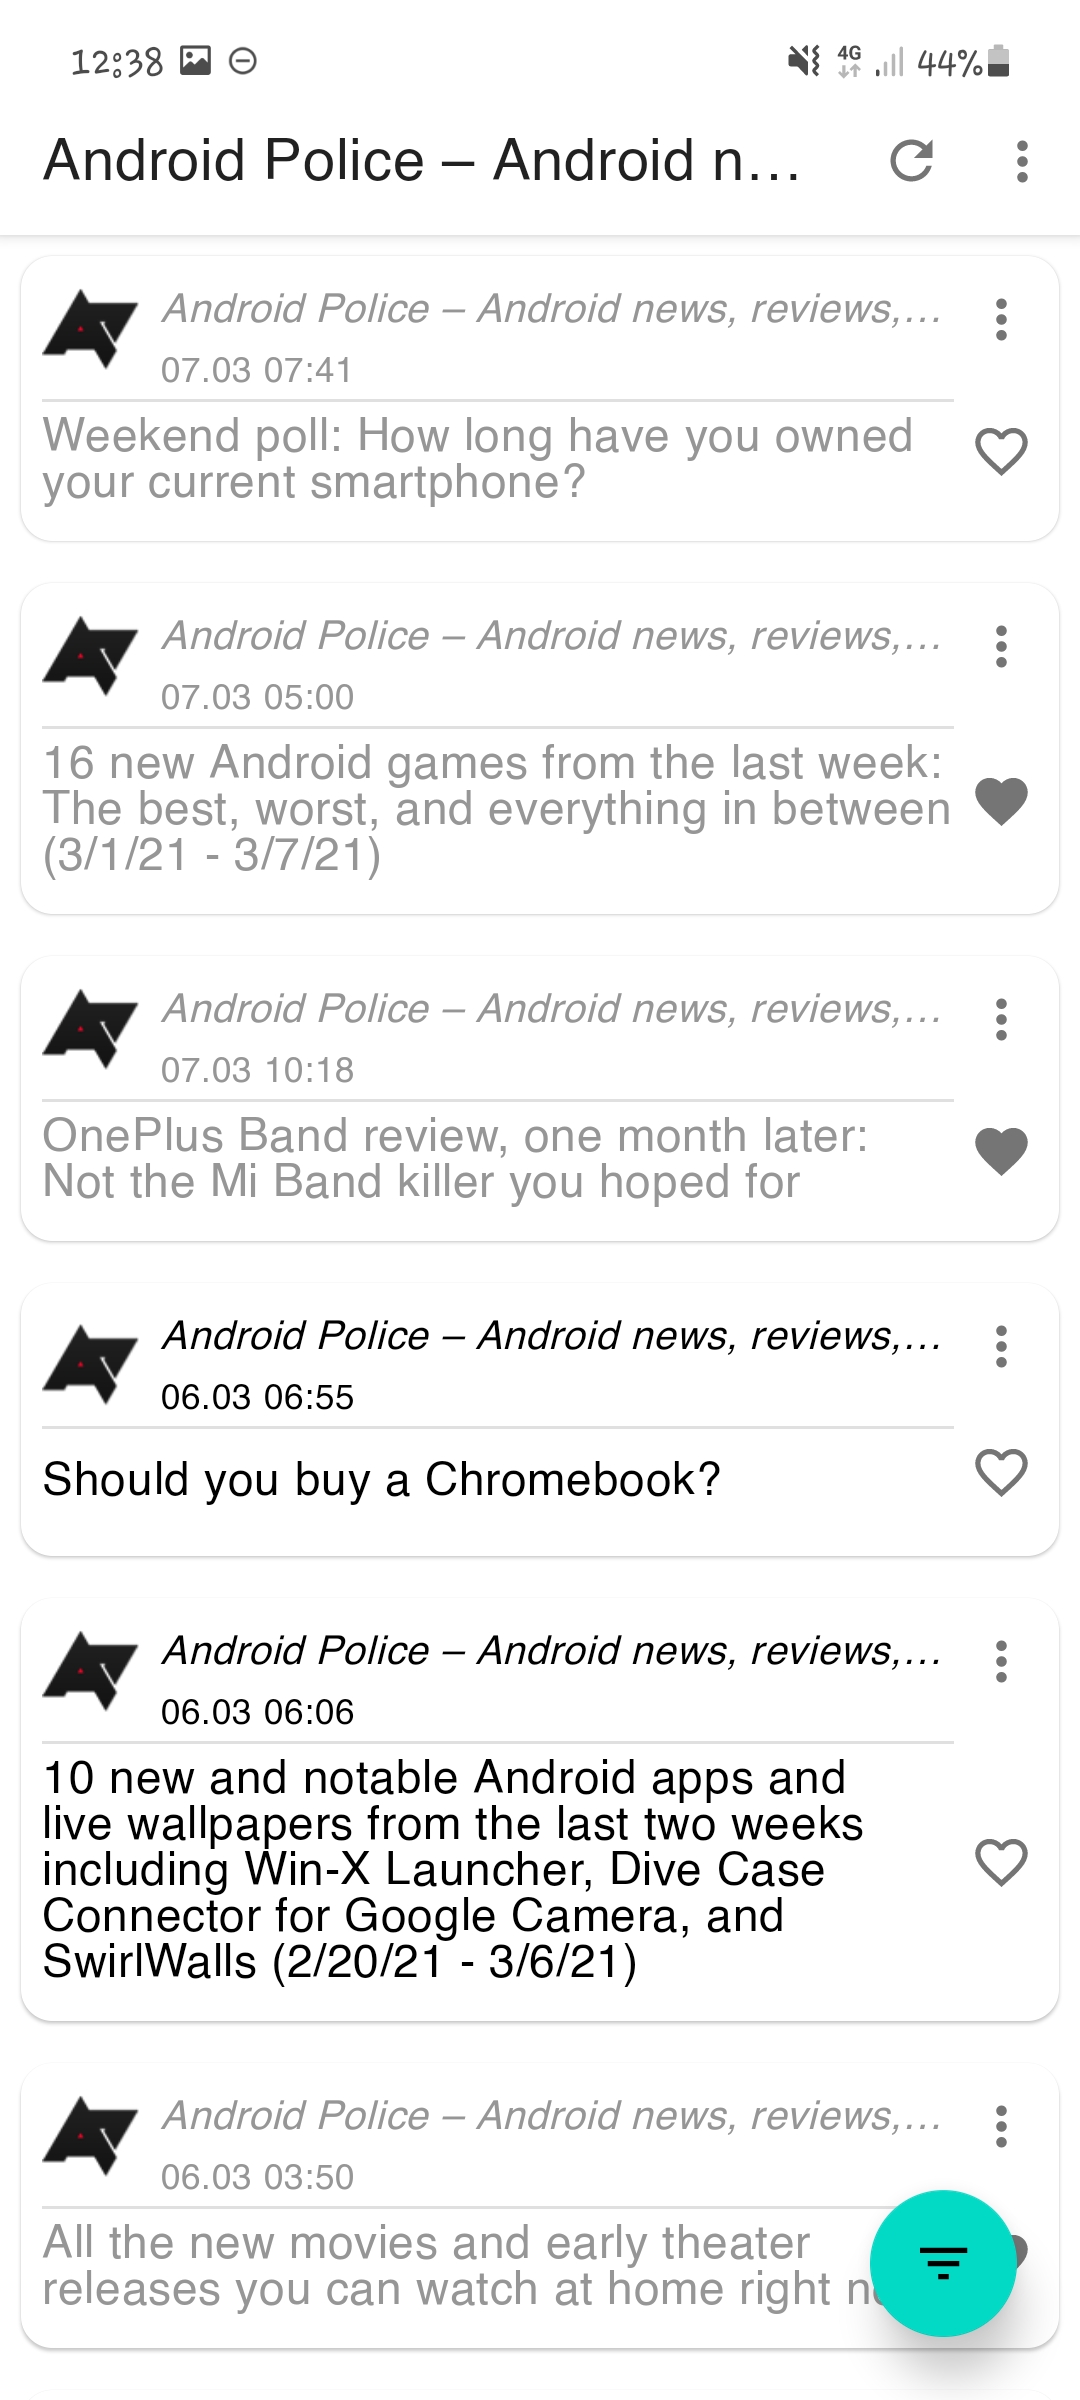 12:38
4G
44%
Android Police – Android n...
Android Police – Android news, reviews,...
07.03 07:41
Weekend poll: How long have you owned
your current smartphone?
Android Police – Android news, reviews,...
07.03 05:00
16 new Android games from the last week:
The best, worst, and everything in between
(3/1/21 - 3/7/21)
Android Police – Android news, reviews,...
07.03 10:18
OnePlus Band review, one month later:
Not the Mi Band killer you hoped for
Android Police – Android news, reviews,...
06.03 06:55
Should you buy a Chromebook?
Android Police – Android news, reviews,...
06.03 06:06
10 new and notable Android apps and
live wallpapers from the last two weeks
including Win-X Launcher, Dive Case
Connector for Google Camera, and
SwirlWalls (2/20/21 - 3/6/21)
Android Police – Android news, reviews,...
06.03 03:50
All the new movies and early theater
releases you can watch at home right